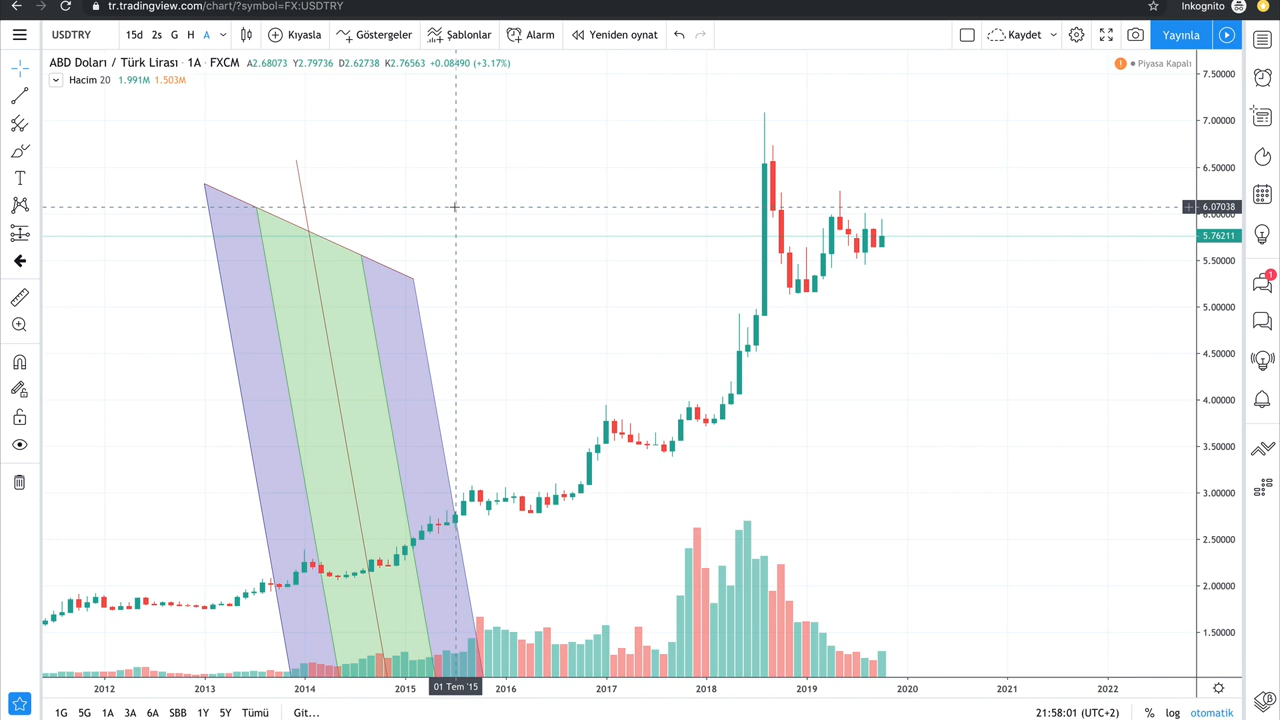 tr.tradingview.com/chart/?symbol=FX:USDTRY
Inkognito
USDTRY 15d 2s G H A Kıyasla Göstergeler Şablonlar Alarm Yeniden oynat Kaydet Yayınla
ABD Doları / Türk Lirası · 1A · FXCM A2.68073 Y2.79736 D2.62738 K2.76563 +0.08490 (+3.17%)
! Piyasa Kapalı
Hacim 20 1.991M 1.503M
7.50000
7.00000
6.50000
6.07038
6.00000
5.76211
5.50000
5.00000
4.50000
4.00000
3.50000
3.00000
2.50000
2.00000
1.50000
1
T
2012 2013 2014 2015 01 Tem '15 2016 2017 2018 2019 2020 2021 2022
1G 5G 1A 3A 6A SBB 1Y 5Y Tümü Git... 21:58:01 (UTC+2) % log otomatik